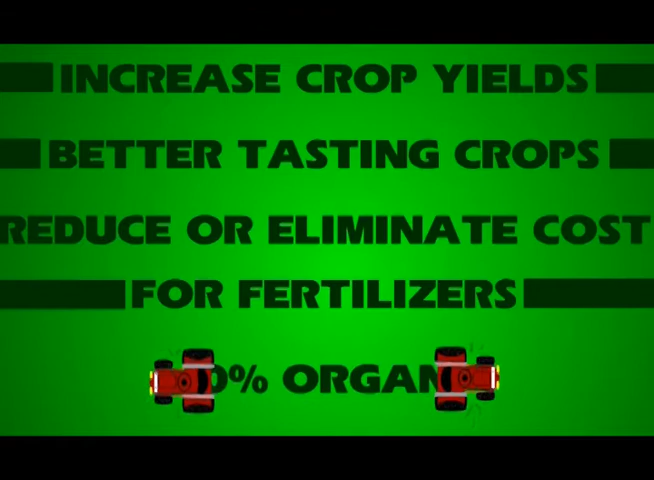 INCREASE CROP YIELDS
BETTER TASTING CROPS
REDUCE OR ELIMINATE COST
FOR FERTILIZERS
0% ORGAN